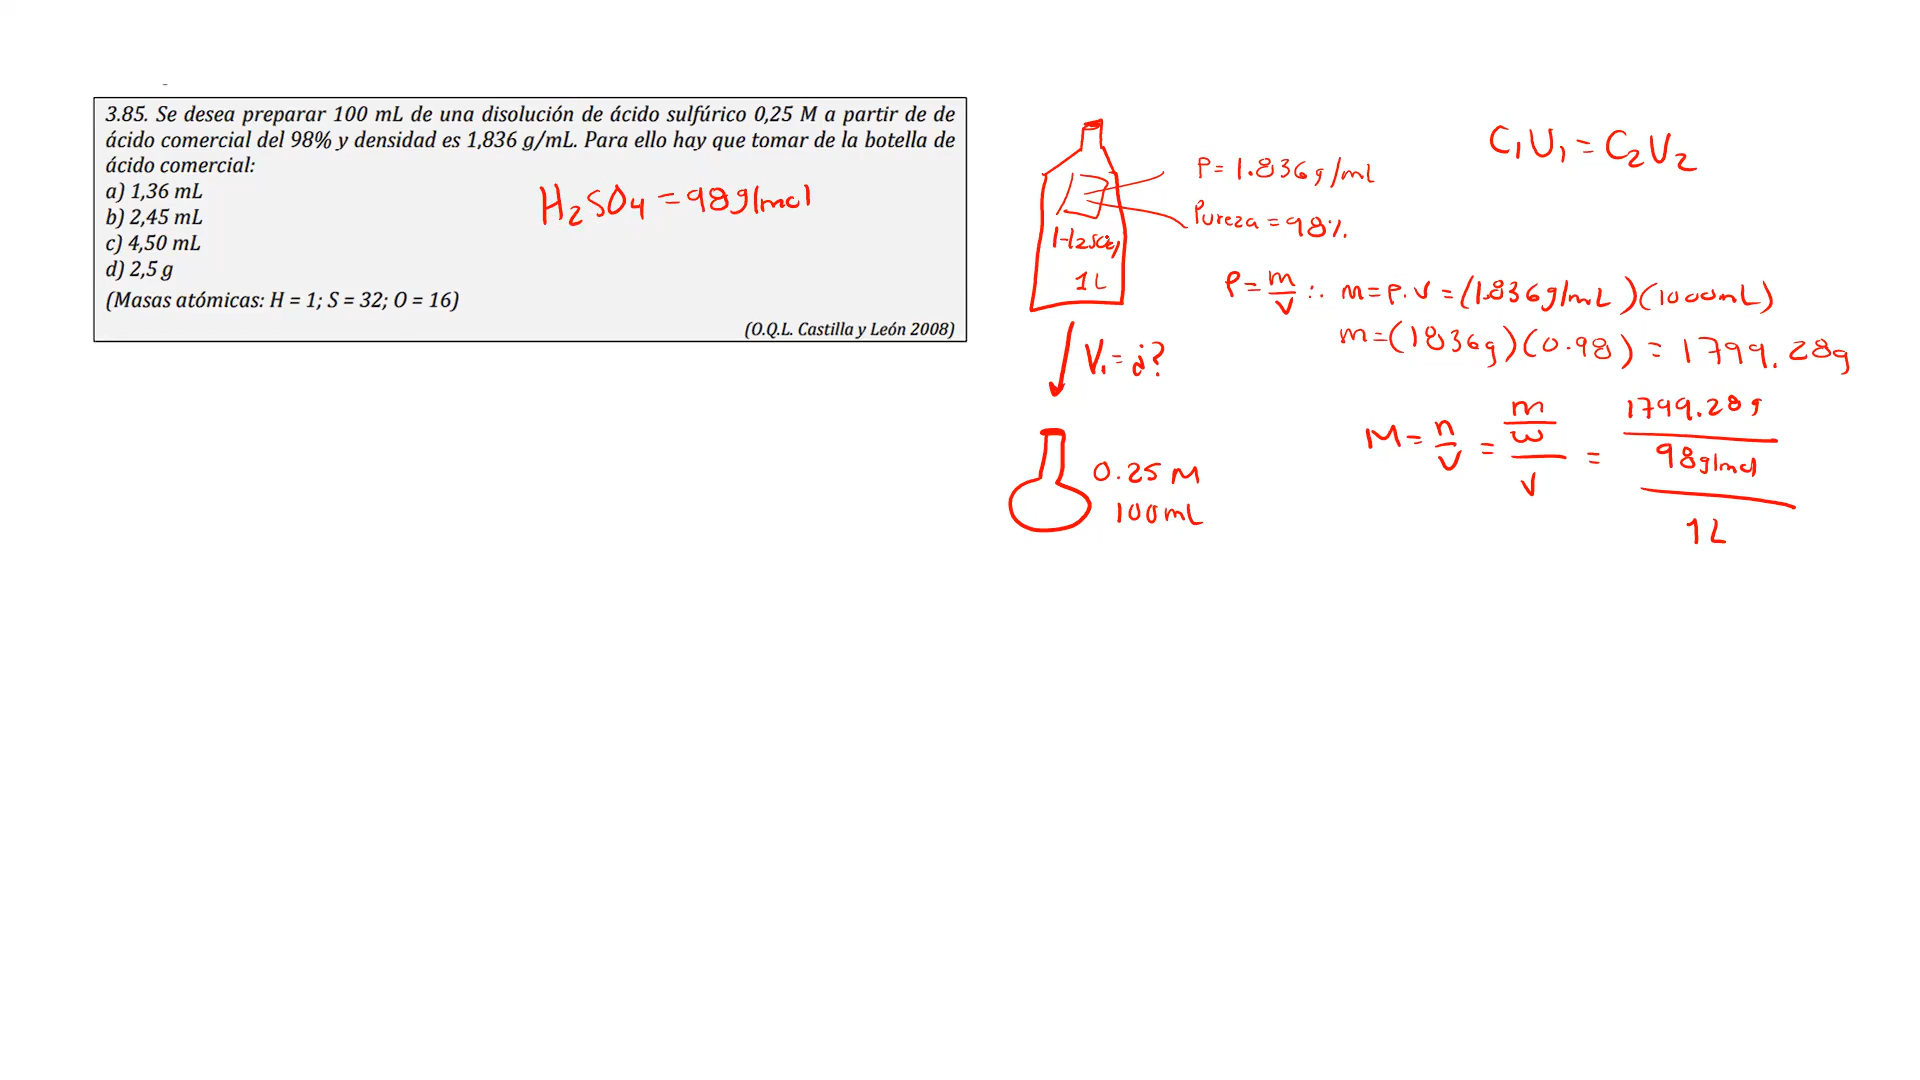 3.85. Se desea preparar 100 mL de una disolución de ácido sulfúrico 0,25 M a partir de de
ácido comercial del 98% y densidad es 1,836 g/mL. Para ello hay que tomar de la botella de
ácido comercial:
a) 1,36 mL
b) 2,45 mL
c) 4,50 mL
d) 2,5 g
(Masas atómicas: H = 1; S = 32; O = 16)
(O.Q.L. Castilla y León 2008)
H₂SO₄ = 98g/mol
C₁V₁ = C₂V₂
ρ = 1.836g/mL
Pureza = 98%
H₂SO₄
1L
ρ = m/V ∴ m = ρ.V = (1.836g/mL)(1000mL)
m = (1836g)(0.98) = 1799.28g
V₁ = ¿?
M = n/V = m/w / V = 1799.28g / 98g/mol / 1L
0.25 M
100mL